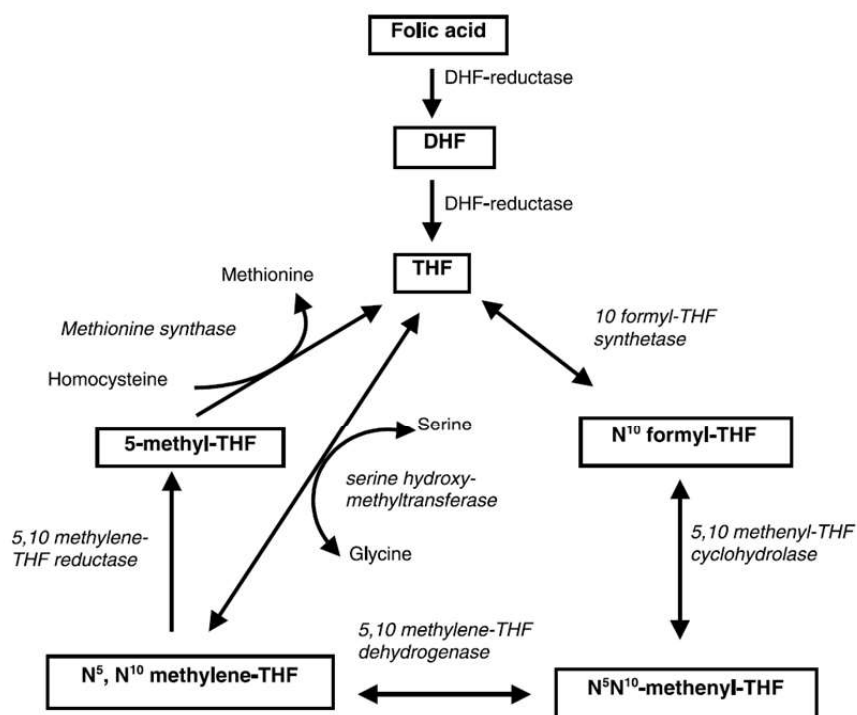 Folic acid
DHF-reductase
DHF
DHF-reductase
THF
Methionine
Methionine synthase
10 formyl-THF
synthetase
Homocysteine
5-methyl-THF
Serine
N¹⁰ formyl-THF
serine hydroxy-
methyltransferase
5,10 methylene-
THF reductase
Glycine
5,10 methenyl-THF
cyclohydrolase
5,10 methylene-THF
dehydrogenase
N⁵, N¹⁰ methylene-THF
N⁵N¹⁰-methenyl-THF